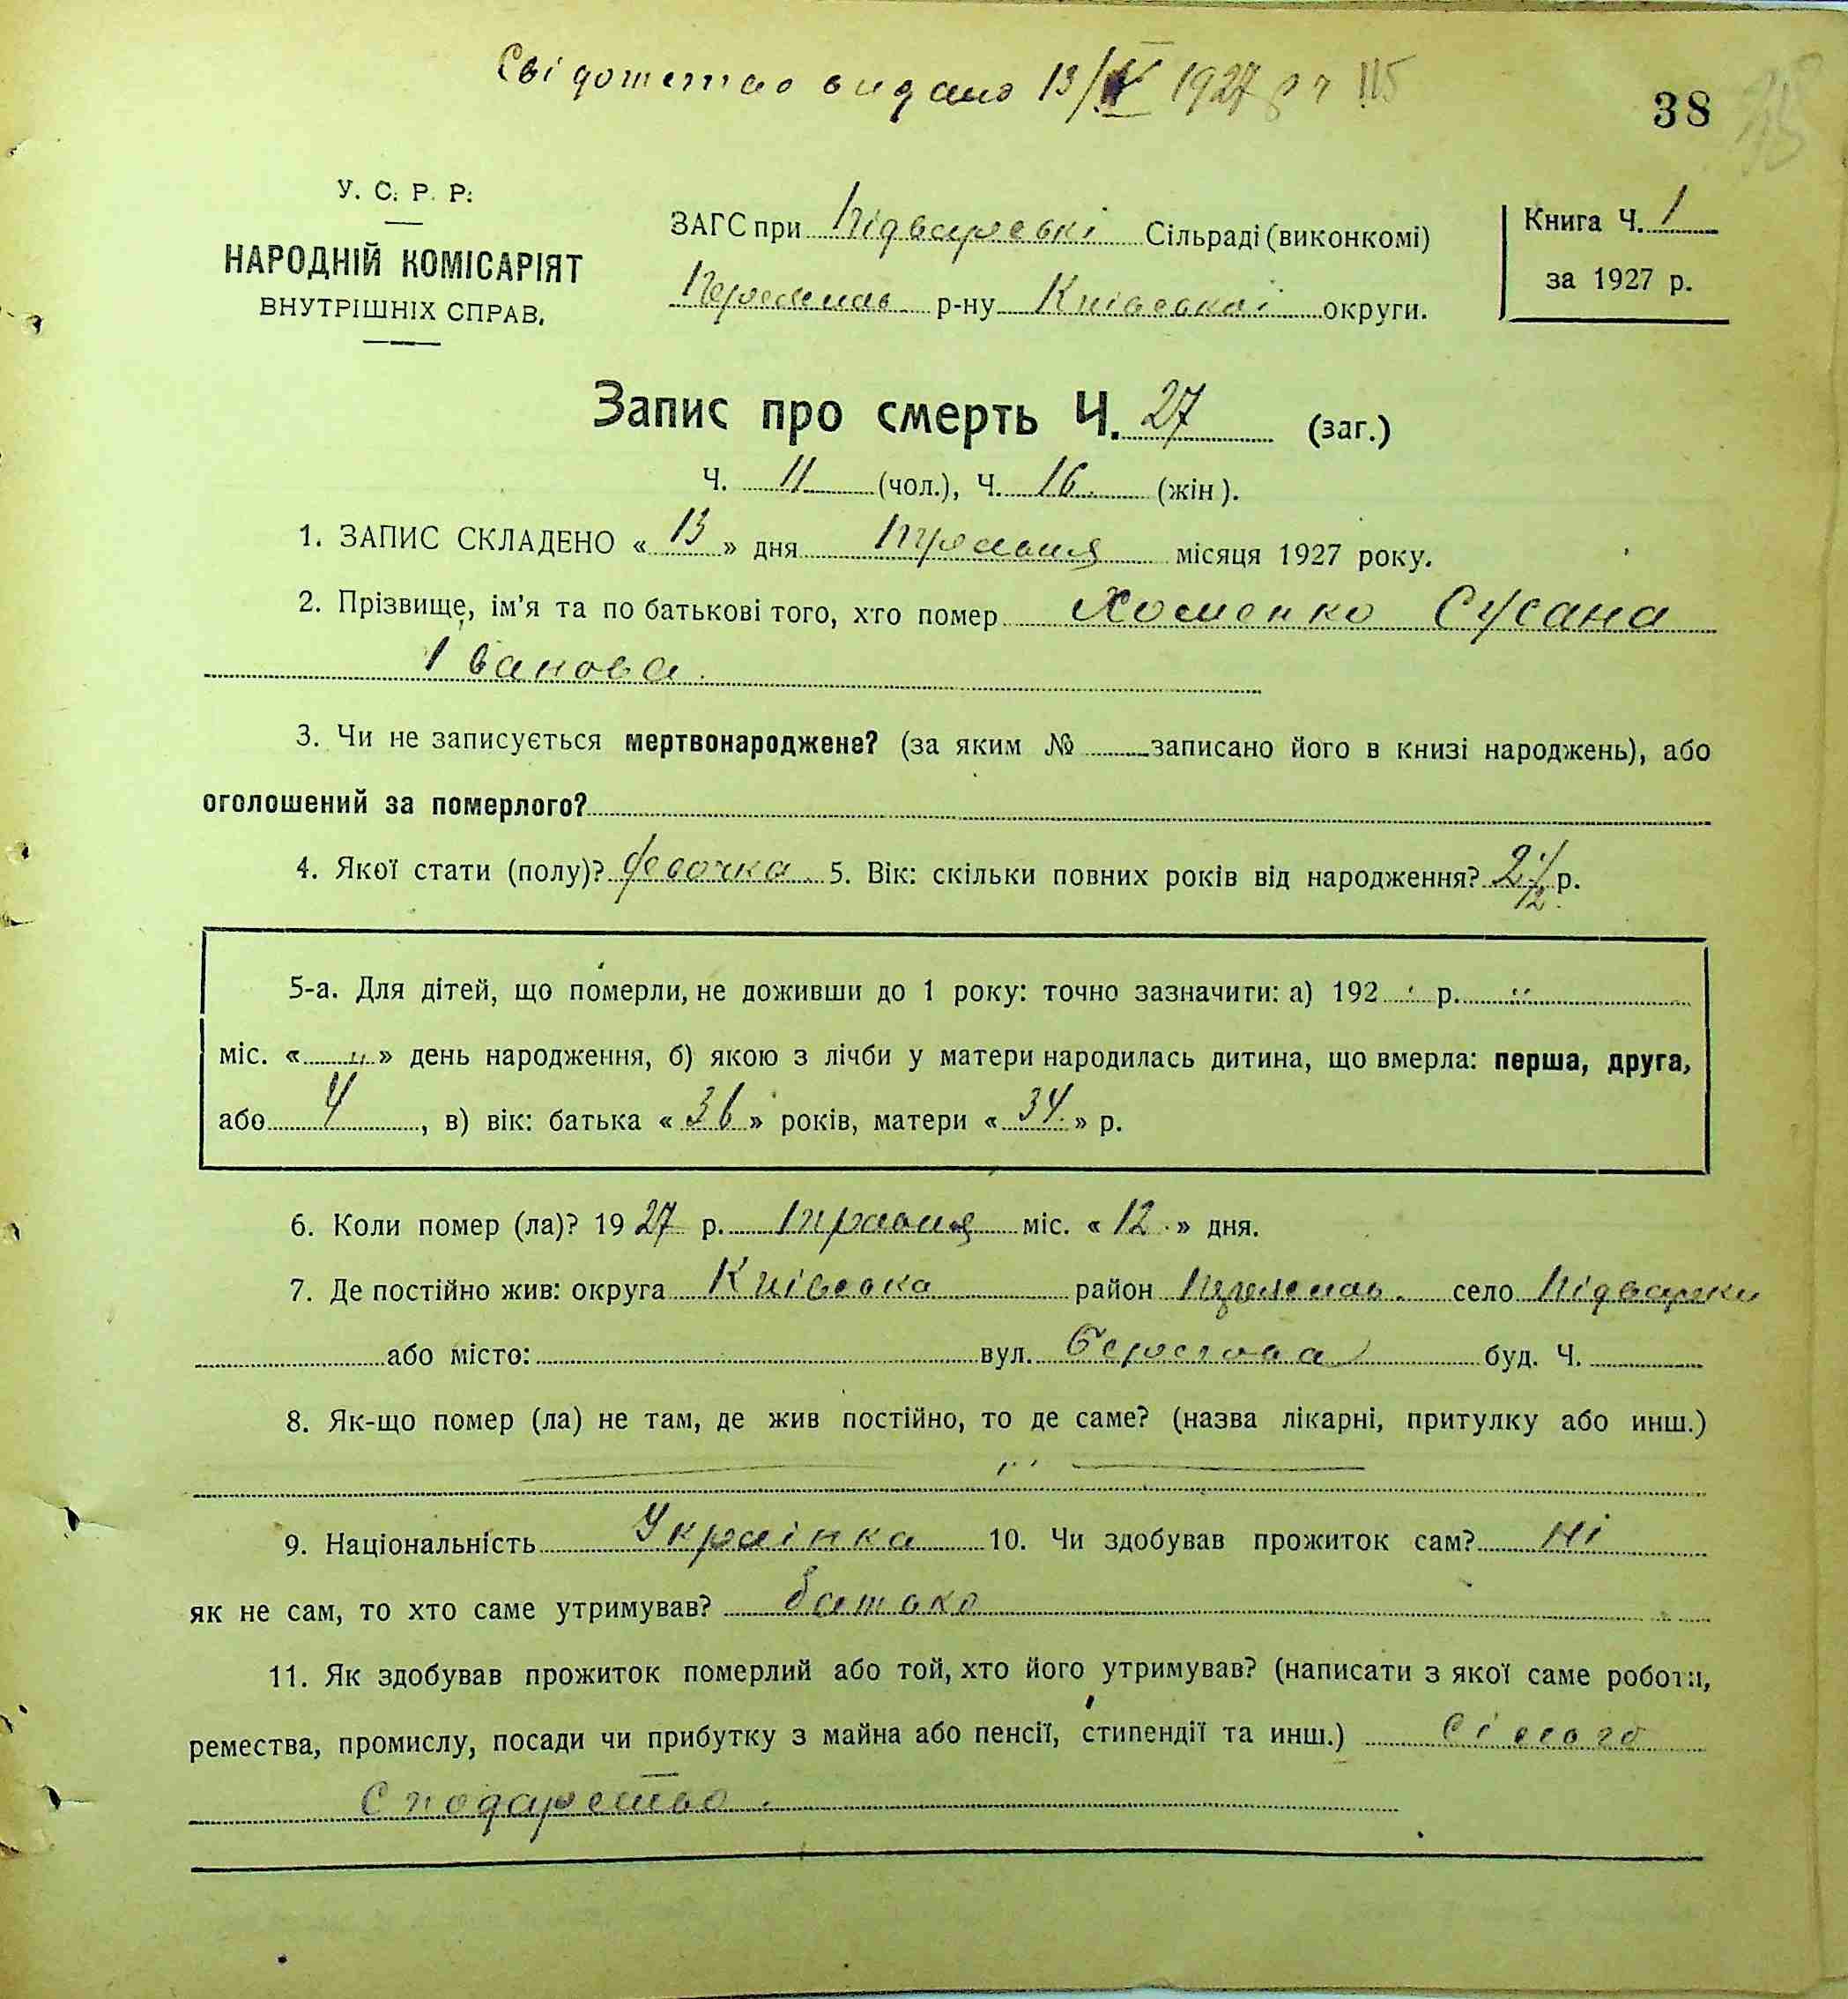 Свідотство видано 13/V 1927 р ч 115
38
У. С. Р. Р.
НАРОДНІЙ КОМІСАРІЯТ
ВНУТРІШНІХ СПРАВ.
ЗАГС при Підварській Сільраді (виконкомі)
Переяслав р-ну Київської округи.
Книга Ч. 1
за 1927 р.
Запис про смерть Ч. 27 (заг.)
Ч. 11 (чол.), Ч. 16 (жін).
1. ЗАПИС СКЛАДЕНО « 13 » дня Травня місяця 1927 року.
2. Прізвище, ім’я та по батькові того, хто помер Хоменко Сусана
Іванова.
3. Чи не записується мертвонароджене? (за яким № записано його в книзі народжень), або
оголошений за померлого?
4. Якої стати (полу)? девочка 5. Вік: скільки повних років від народження? 2 1/12 р.
5-а. Для дітей, що померли, не доживши до 1 року: точно зазначити: а) 192 р. "
міс. « " » день народження, б) якою з лічби у матери народилась дитина, що вмерла: перша, друга,
або 4, в) вік: батька « 36 » років, матери « 34 » р.
6. Коли помер (ла)? 1927 р. Травня міс. « 12 » дня.
7. Де постійно жив: округа Київська район Переяслав. село Підварки
або місто: вул. буд. Ч.
8. Як-що помер (ла) не там, де жив постійно, то де саме? (назва лікарні, притулку або инш.)
9. Національність Українка 10. Чи здобував прожиток сам? Ні
як не сам, то хто саме утримував? батько
11. Як здобував прожиток померлий або той, хто його утримував? (написати з якої саме роботи,
ремества, промислу, посади чи прибутку з майна або пенсії, стипендії та инш.)
сподарство.